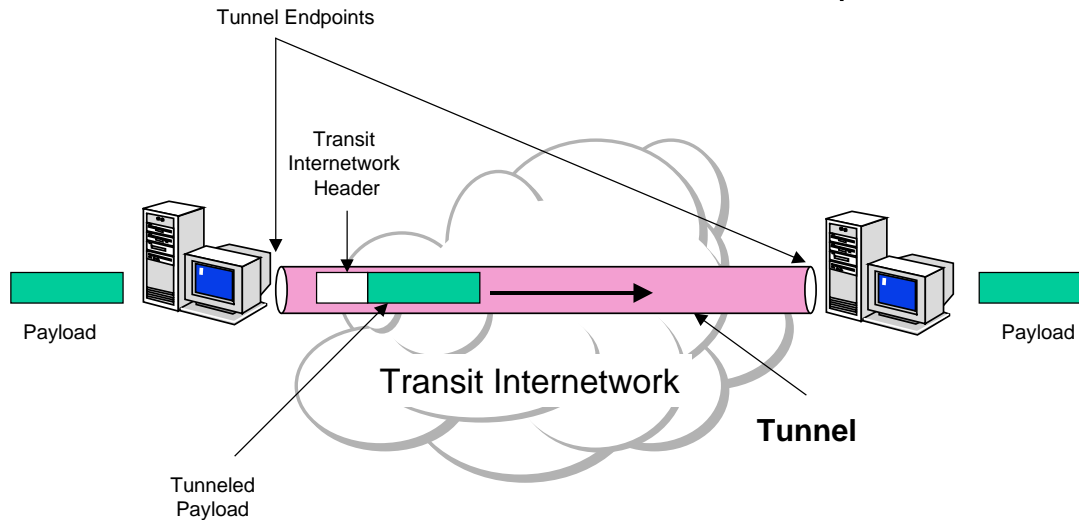 Tunnel Endpoints
Transit
Internetwork
Header
Payload
Payload
Transit Internetwork
Tunnel
Tunneled
Payload